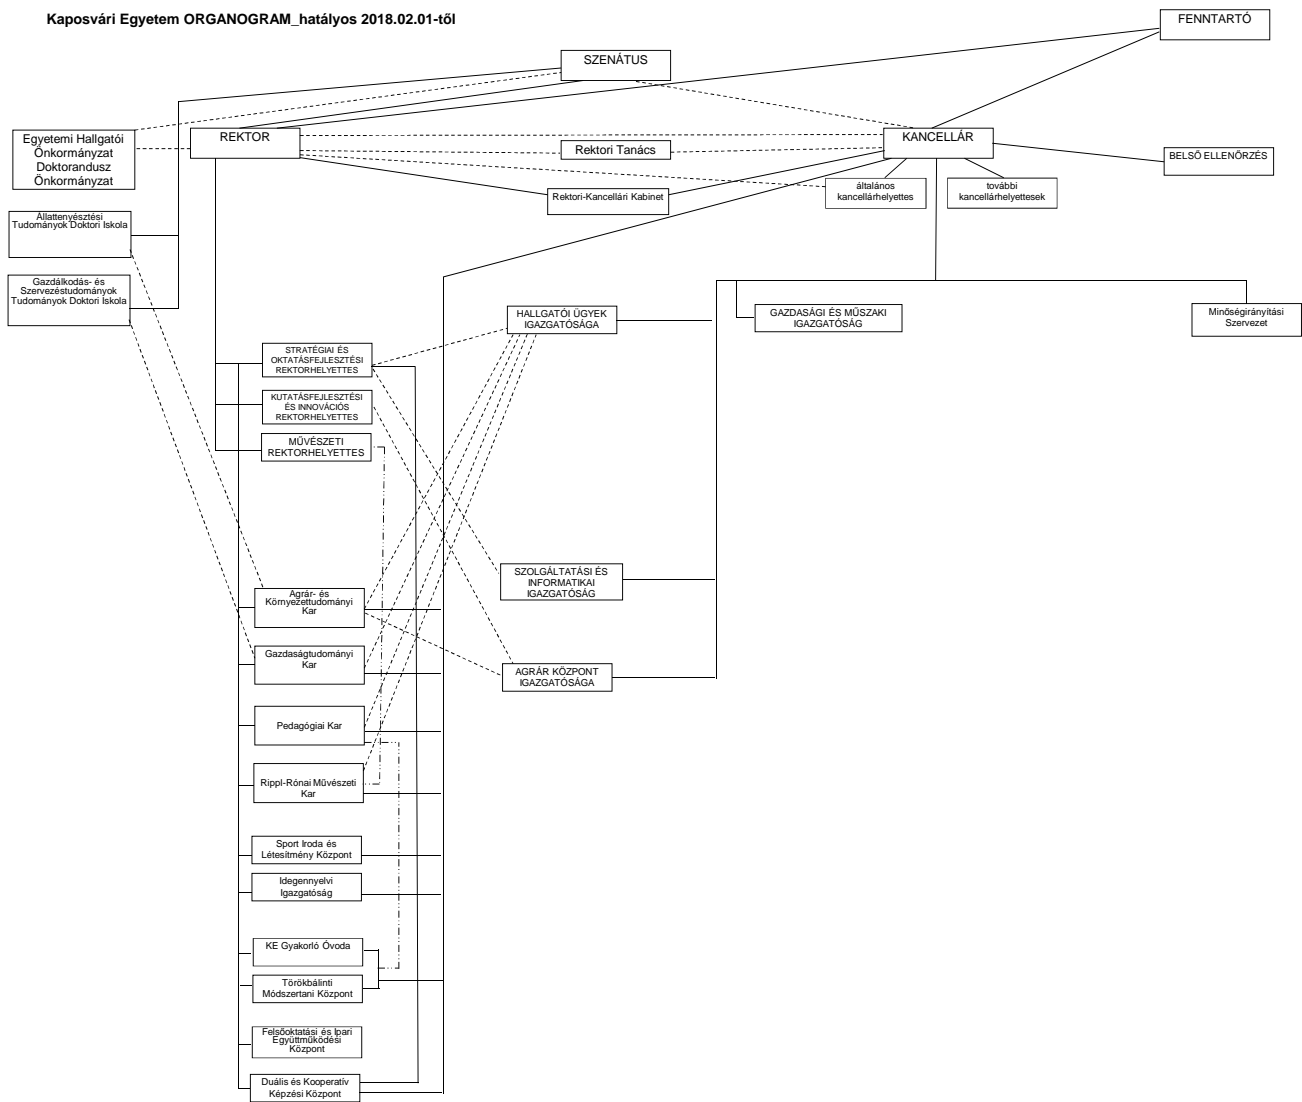 Kaposvári Egyetem ORGANOGRAM_hatályos 2018.02.01-től
FENNTARTÓ
SZENÁTUS
Egyetemi Hallgatói
Önkormányzat
Doktorandusz
Önkormányzat
REKTOR
Rektori Tanács
KANCELLÁR
BELSŐ ELLENŐRZÉS
Rektori-Kancellári Kabinet
általános
kancellárhelyettes
további
kancellárhelyettesek
Állattenyésztési
Tudományok Doktori Iskola
Gazdálkodás- és
Szervezéstudományok
Tudományok Doktori Iskola
HALLGATÓI ÜGYEK
IGAZGATÓSÁGA
GAZDASÁGI ÉS MŰSZAKI
IGAZGATÓSÁG
Minőségirányítási
Szervezet
STRATÉGIAI ÉS
OKTATÁSFEJLESZTÉSI
REKTORHELYETTES
KUTATÁSFEJLESZTÉSI
ÉS INNOVÁCIÓS
REKTORHELYETTES
MŰVÉSZETI
REKTORHELYETTES
SZOLGÁLTATÁSI ÉS
INFORMATIKAI
IGAZGATÓSÁG
Agrár- és
Környezettudományi
Kar
Gazdaságtudományi
Kar
AGRÁR KÖZPONT
IGAZGATÓSÁGA
Pedagógiai Kar
Rippl-Rónai Művészeti
Kar
Sport Iroda és
Létesítmény Központ
Idegennyelvi
Igazgatóság
KE Gyakorló Óvoda
Törökbálinti
Módszertani Központ
Felsőoktatási és Ipari
Együttműködési
Központ
Duális és Kooperatív
Képzési Központ